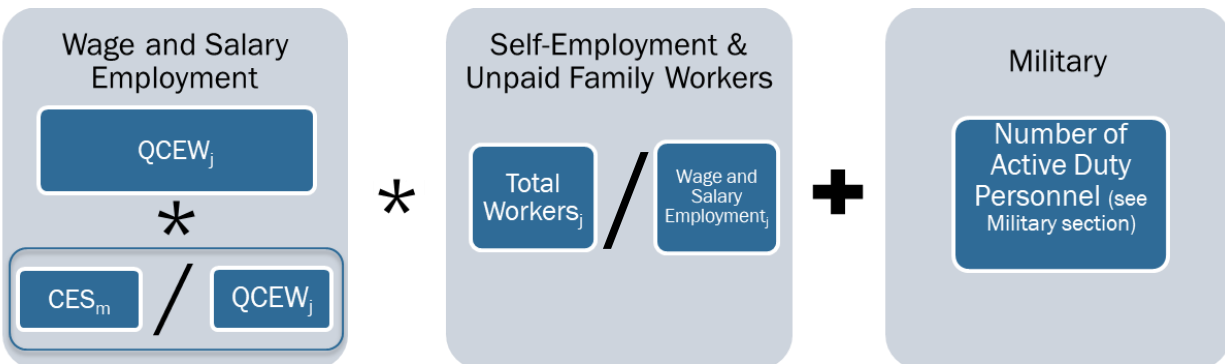 Wage and Salary
Employment
QCEWj
*
CESm / QCEWj
*
Self-Employment &
Unpaid Family Workers
Total
Workersj
/
Wage and
Salary
Employmentj
+
Military
Number of
Active Duty
Personnel (see
Military section)